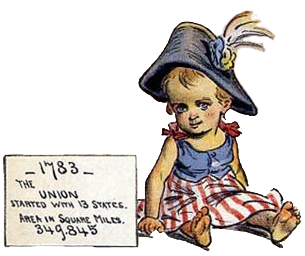 1783.
THE
UNION
STARTED WITH 13 STATES.
AREA IN SQUARE MILES.
349.845